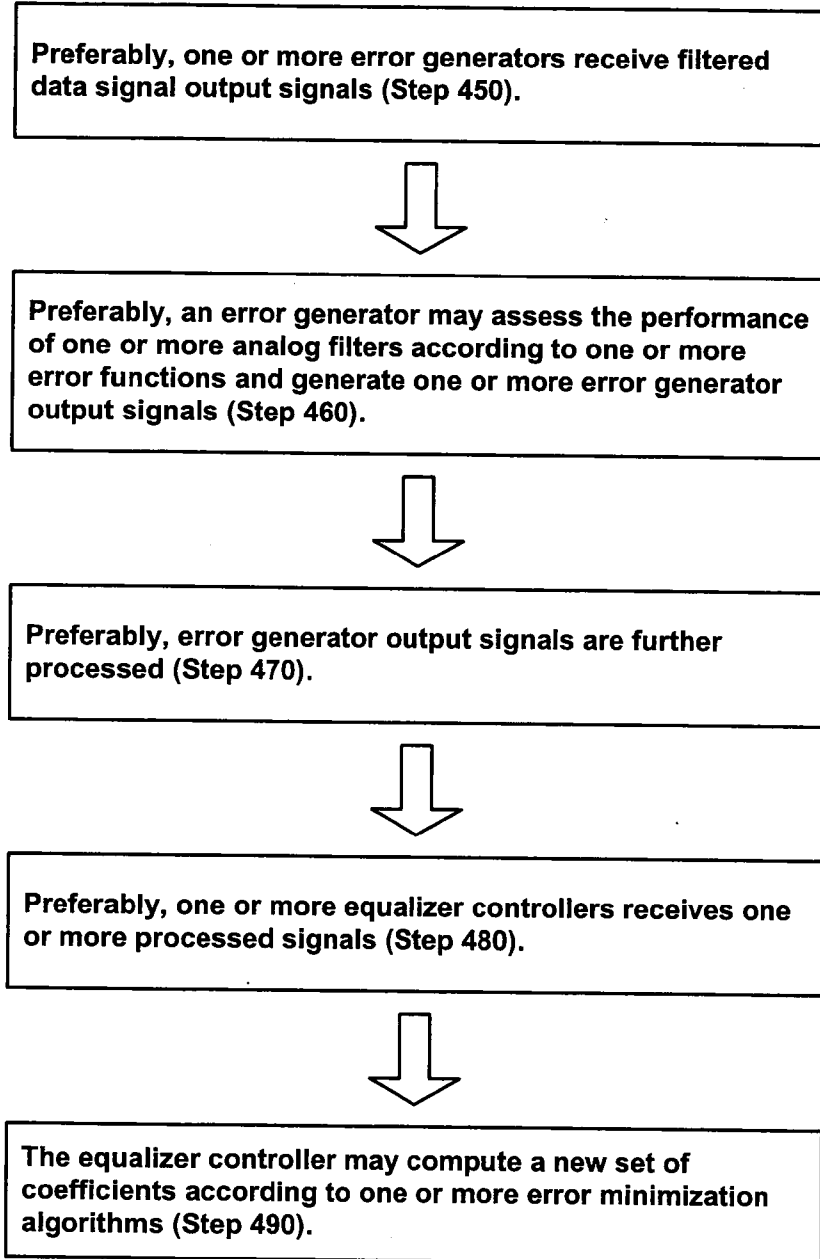 Preferably, one or more error generators receive filtered
data signal output signals (Step 450).
Preferably, an error generator may assess the performance
of one or more analog filters according to one or more
error functions and generate one or more error generator
output signals (Step 460).
Preferably, error generator output signals are further
processed (Step 470).
Preferably, one or more equalizer controllers receives one
or more processed signals (Step 480).
The equalizer controller may compute a new set of
coefficients according to one or more error minimization
algorithms (Step 490).